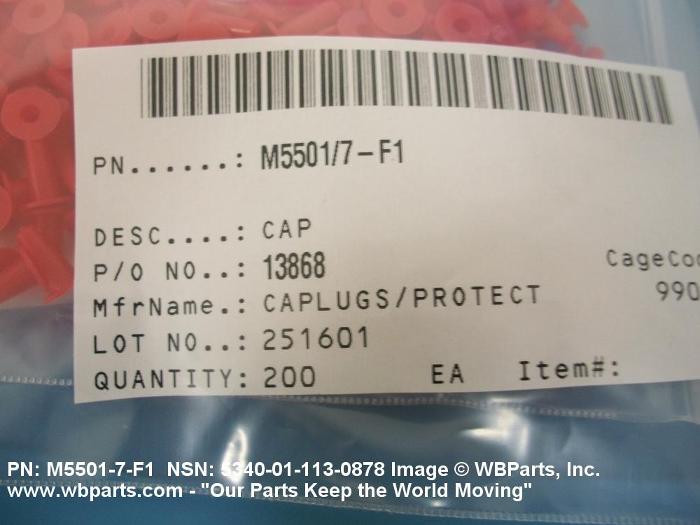 PN......: M5501/7-F1
DESC....: CAP
P/O NO..: 13868
CageCo
MfrName.: CAPLUGS/PROTECT
990
LOT NO..: 251601
QUANTITY: 200 EA Item#:
PN: M5501-7-F1 NSN: 5340-01-113-0878 Image © WBParts, Inc.
www.wbparts.com - "Our Parts Keep the World Moving"